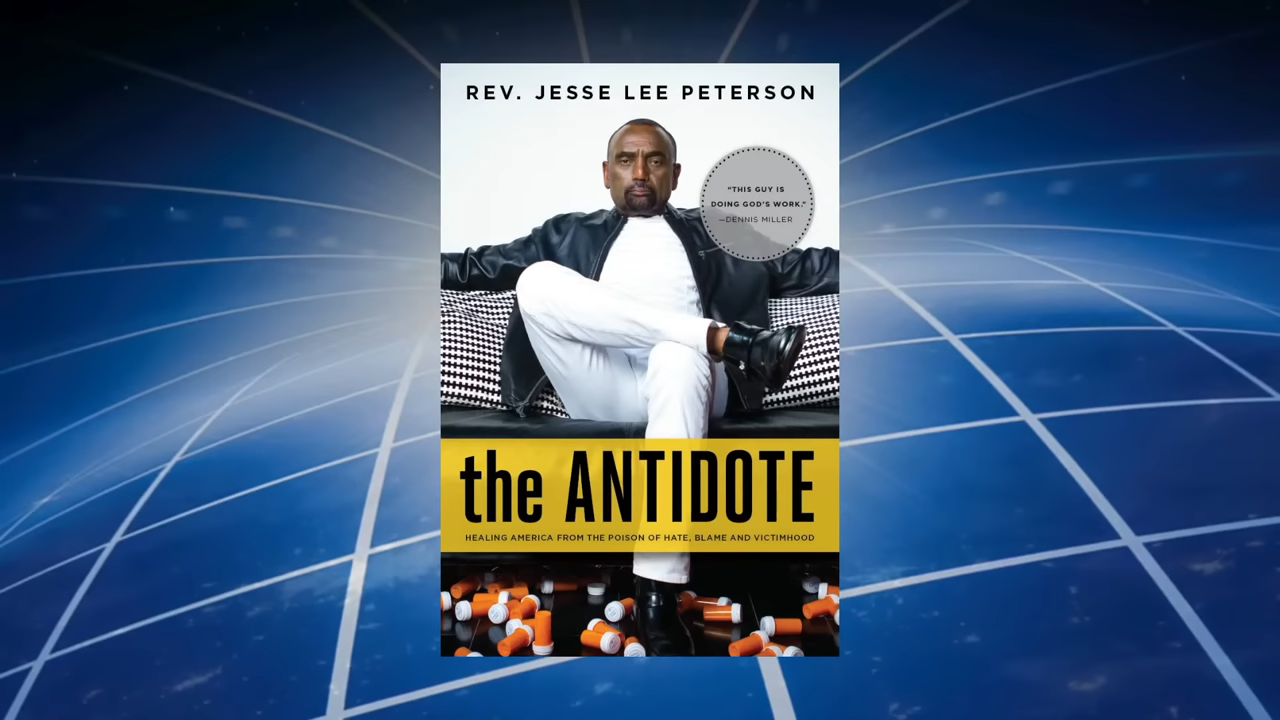 REV. JESSE LEE PETERSON
"THIS GUY IS
DOING GOD'S WORK."
—DENNIS MILLER
the ANTIDOTE
HEALING AMERICA FROM THE POISON OF HATE, BLAME AND VICTIMHOOD